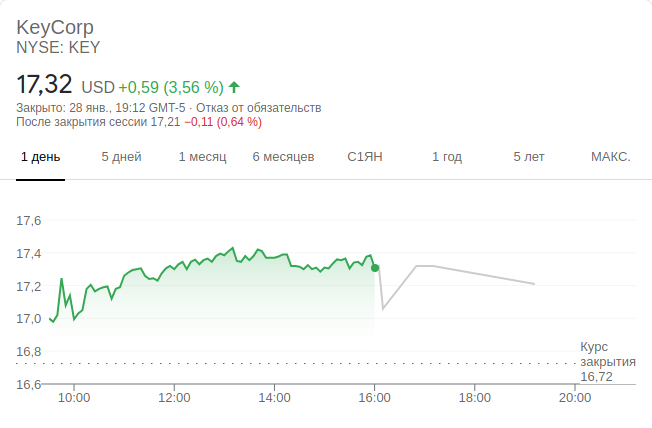 KeyCorp
NYSE: KEY
17,32 USD +0,59 (3,56 %)
Закрыто: 28 янв., 19:12 GMT-5 · Отказ от обязательств
После закрытия сессии 17,21 −0,11 (0,64 %)
1 день 5 дней 1 месяц 6 месяцев С1ЯН 1 год 5 лет МАКС.
17,6
17,4
17,2
17,0
16,8
16,6
Курс
закрытия
16,72
10:00 12:00 14:00 16:00 18:00 20:00